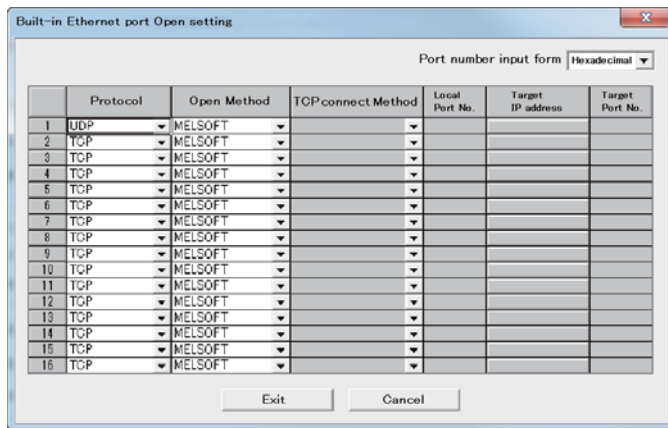 Built-in Ethernet port Open setting
Port number input form Hexadecimal
Protocol Open Method TCP connect Method Local Port No. Target IP address Target Port No.
1 UDP MELSOFT
2 TCP MELSOFT
3 TCP MELSOFT
4 TCP MELSOFT
5 TCP MELSOFT
6 TCP MELSOFT
7 TCP MELSOFT
8 TCP MELSOFT
9 TCP MELSOFT
10 TCP MELSOFT
11 TCP MELSOFT
12 TCP MELSOFT
13 TCP MELSOFT
14 TCP MELSOFT
15 TCP MELSOFT
16 TCP MELSOFT
Exit Cancel